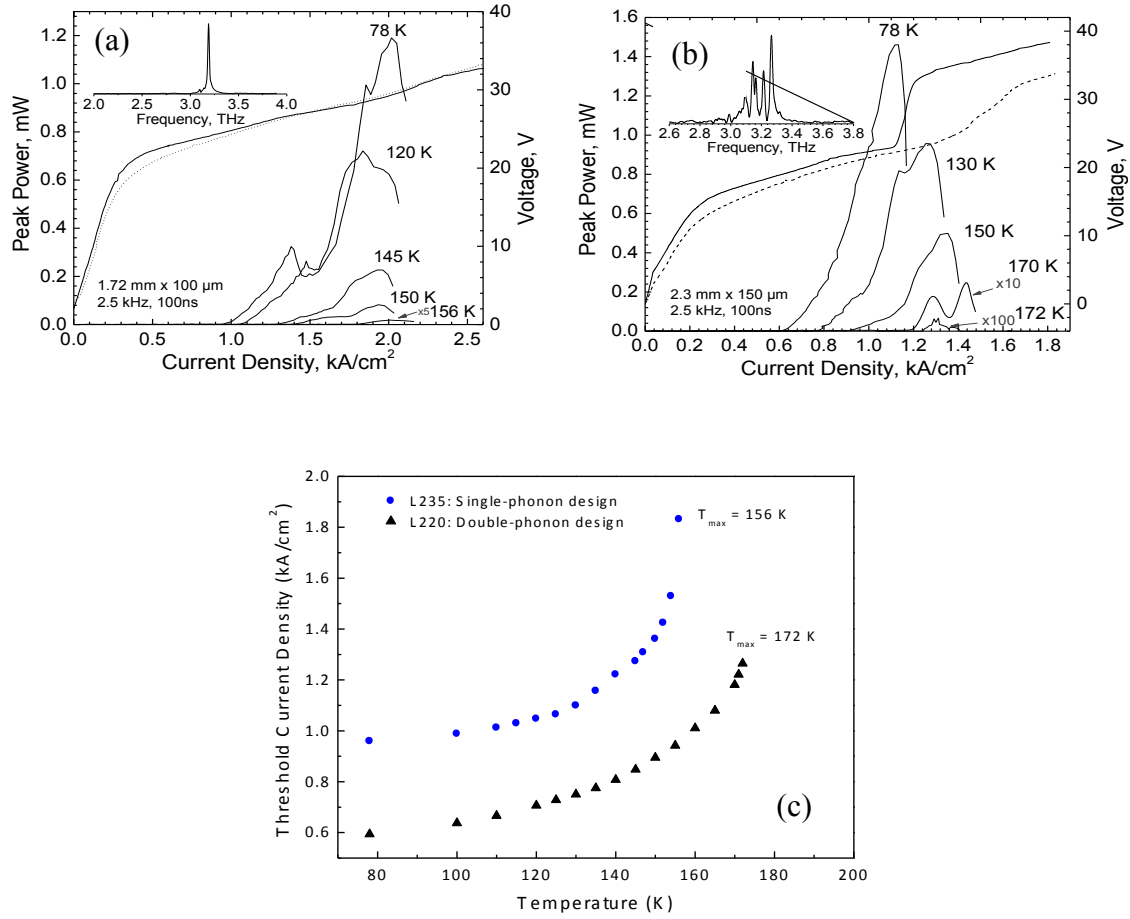 (a)
Peak Power, mW
1.2
1.0
0.8
0.6
0.4
0.2
0.0
0.0 0.5 1.0 1.5 2.0 2.5
Current Density, kA/cm²
40
30
20
10
0
Voltage, V
2.0 2.5 3.0 3.5 4.0
Frequency, THz
78 K
120 K
145 K
150 K
x5
156 K
1.72 mm x 100 µm
2.5 kHz, 100ns
(b)
Peak Power, mW
1.6
1.4
1.2
1.0
0.8
0.6
0.4
0.2
0.0
0.0 0.2 0.4 0.6 0.8 1.0 1.2 1.4 1.6 1.8
Current Density, kA/cm²
40
30
20
10
0
Voltage, V
2.6 2.8 3.0 3.2 3.4 3.6 3.8
Frequency, THz
78 K
130 K
150 K
170 K
x10
172 K
x100
2.3 mm x 150 µm
2.5 kHz, 100ns
Threshold Current Density (kA/cm²)
2.0
1.8
1.6
1.4
1.2
1.0
0.8
0.6
L235: Single-phonon design
L220: Double-phonon design
Tmax = 156 K
Tmax = 172 K
(c)
80 100 120 140 160 180 200
Temperature (K)